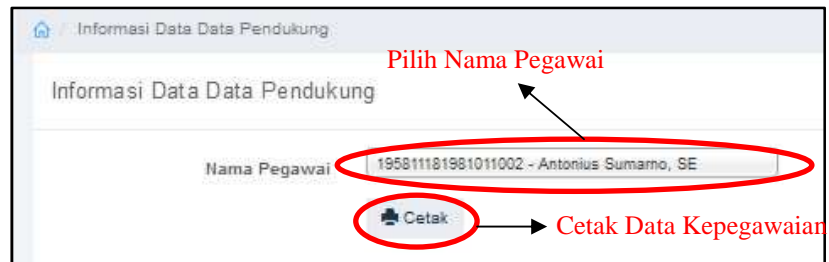 / Informasi Data Data Pendukung
Pilih Nama Pegawai
Informasi Data Data Pendukung
Nama Pegawai
195811181981011002 - Antonius Sumarno, SE
Cetak
Cetak Data Kepegawaian